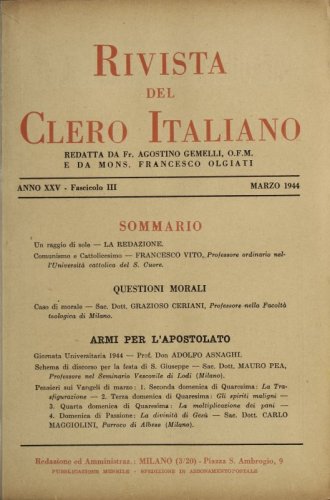 RIVISTA
DEL
CLERO ITALIANO
REDATTA DA Fr. AGOSTINO GEMELLI, O.F.M.
E DA MONS. FRANCESCO OLGIATI
ANNO XXV - Fascicolo III MARZO 1944
SOMMARIO
Un raggio di sole — LA REDAZIONE.
Comunismo e Cattolicesimo — FRANCESCO VITO, Professore ordinario nel-
l'Università cattolica del S. Cuore.
QUESTIONI MORALI
Caso di morale — Sac. Dott. GRAZIOSO CERIANI, Professore nella Facoltà
teologica di Milano.
ARMI PER L'APOSTOLATO
Giornata Universitaria 1944 — Prof. Don ADOLFO ASNAGHI.
Schema di discorso per la festa di S. Giuseppe — Sac. Dott. MAURO PEA,
Professore nel Seminario Vescovile di Lodi (Milano).
Pensieri sui Vangeli di marzo: 1. Seconda domenica di Quaresima: La Tra-
sfigurazione — 2. Terza domenica di Quaresima: Gli spiriti maligni —
3. Quarta domenica di Quaresima: La moltiplicazione dei pani —
4. Domenica di Passione: La divinità di Gesù — Sac. Dott. CARLO
MAGGIOLINI, Parroco di Albese (Milano).
Redazione ed Amministraz.: MILANO (3/20) - Piazza S. Ambrogio, 9
PUBBLICAZIONE MENSILE - SPEDIZIONE IN ABBONAMENTO POSTALE